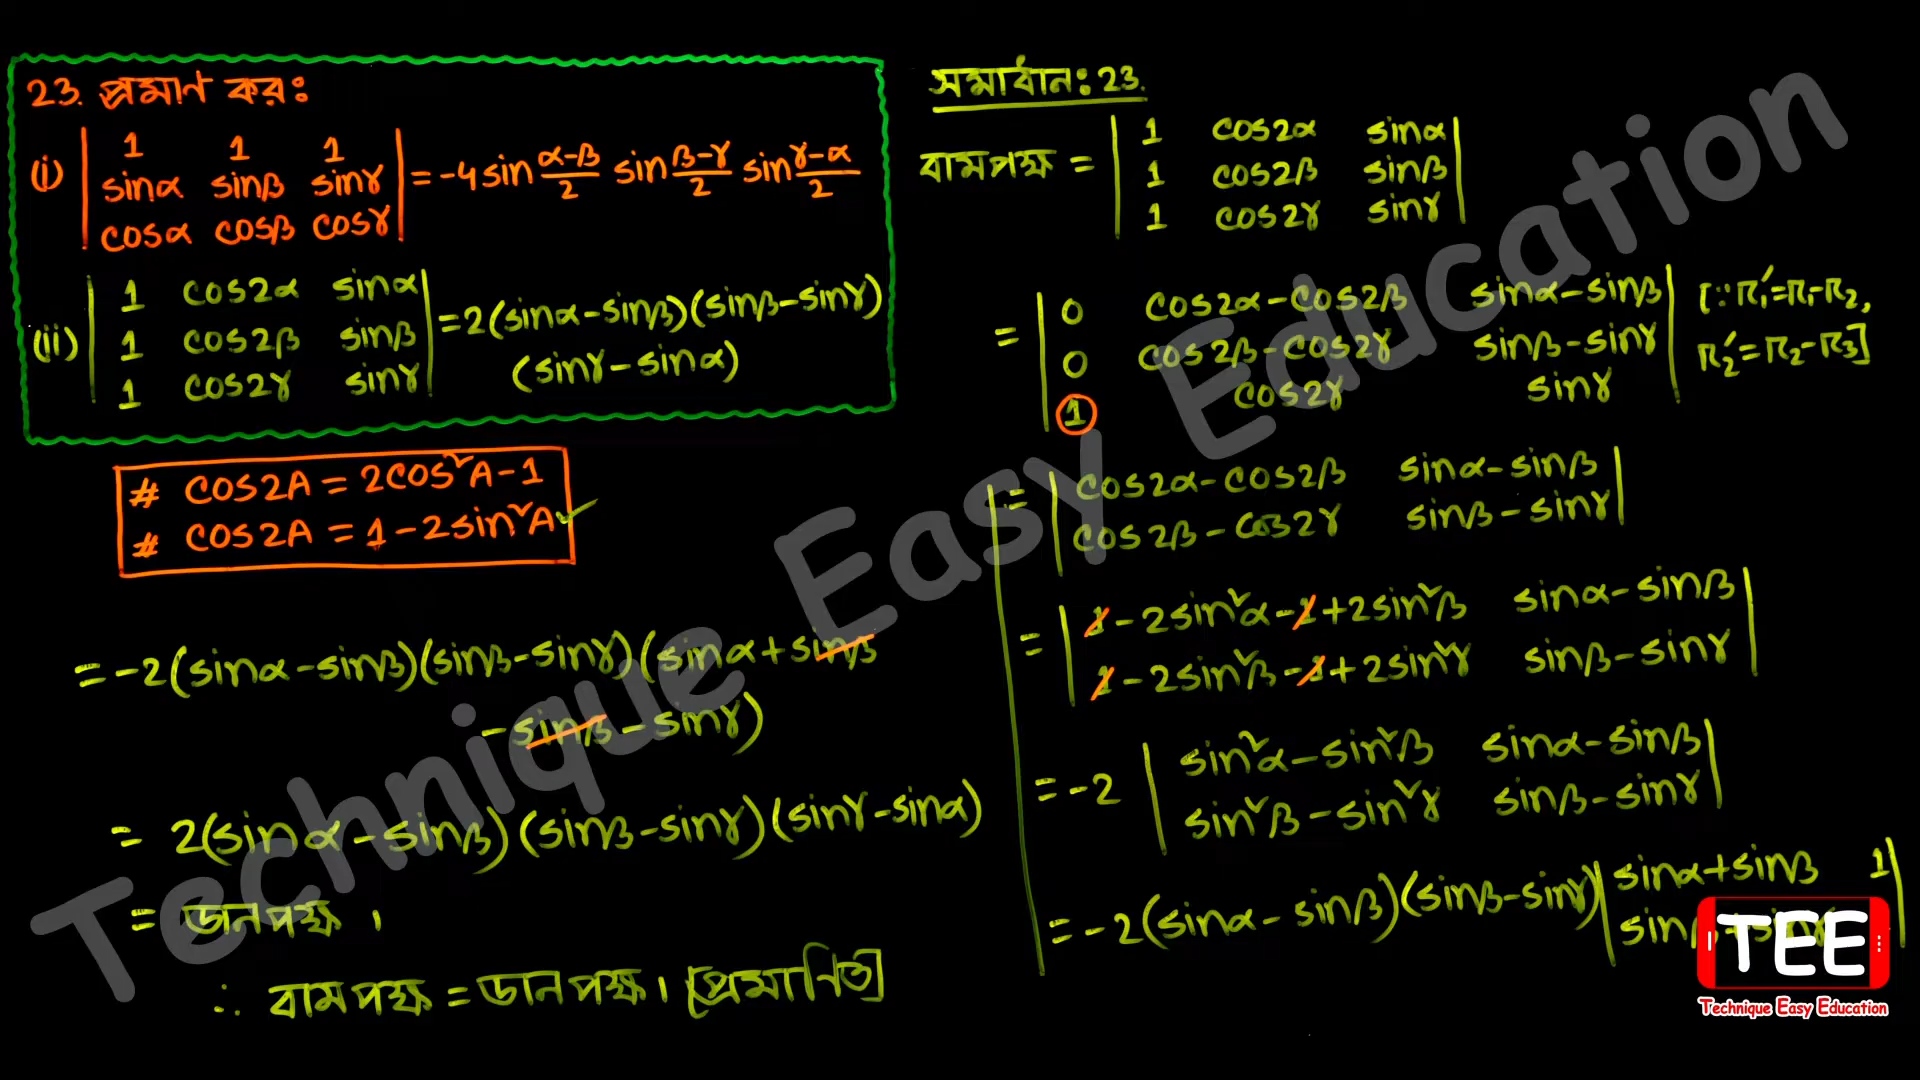 23. প্রমাণ কর:
(i) | 1 1 1 |
| sinα sinβ sinγ | = -4 sin (α-β)/2 sin (β-γ)/2 sin (γ-α)/2
| cosα cosβ cosγ |
(ii) | 1 cos2α sinα |
| 1 cos2β sinβ | = 2(sinα-sinβ)(sinβ-sinγ)
| 1 cos2γ sinγ | (sinγ-sinα)
# cos2A = 2cos²A-1
# cos2A = 1-2sin²A ✓
সমাধান: 23.
বামপক্ষ = | 1 cos2α sinα |
| 1 cos2β sinβ |
| 1 cos2γ sinγ |
= | 0 cos2α-cos2β sinα-sinβ | [∵ r₁′=r₁-r₂,
| 0 cos2β-cos2γ sinβ-sinγ | r₂′=r₂-r₃]
| 1 cos2γ sinγ |
= | cos2α-cos2β sinα-sinβ |
| cos2β-cos2γ sinβ-sinγ |
= | 1-2sin²α-1+2sin²β sinα-sinβ |
| 1-2sin²β-1+2sin²γ sinβ-sinγ |
= -2 | sin²α-sin²β sinα-sinβ |
| sin²β-sin²γ sinβ-sinγ |
= -2(sinα-sinβ)(sinβ-sinγ) | sinα+sinβ 1 |
= -2(sinα-sinβ)(sinβ-sinγ)(sinα+sinβ
-sinβ-sinγ)
= 2(sinα-sinβ)(sinβ-sinγ)(sinγ-sinα)
= ডানপক্ষ ।
∴ বামপক্ষ = ডানপক্ষ। [প্রমাণিত]
Technique Easy Education
TEE
Technique Easy Education